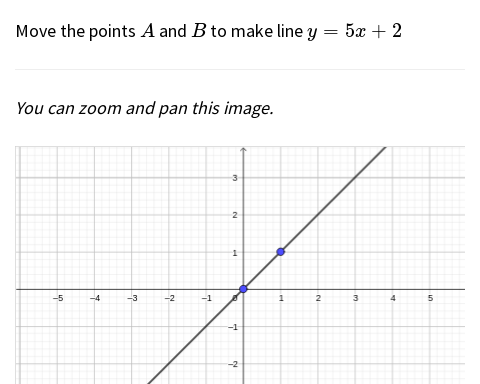 Move the points A and B to make line y = 5x + 2
You can zoom and pan this image.
3
2
1
−5 −4 −3 −2 −1 0 1 2 3 4 5
−1
−2